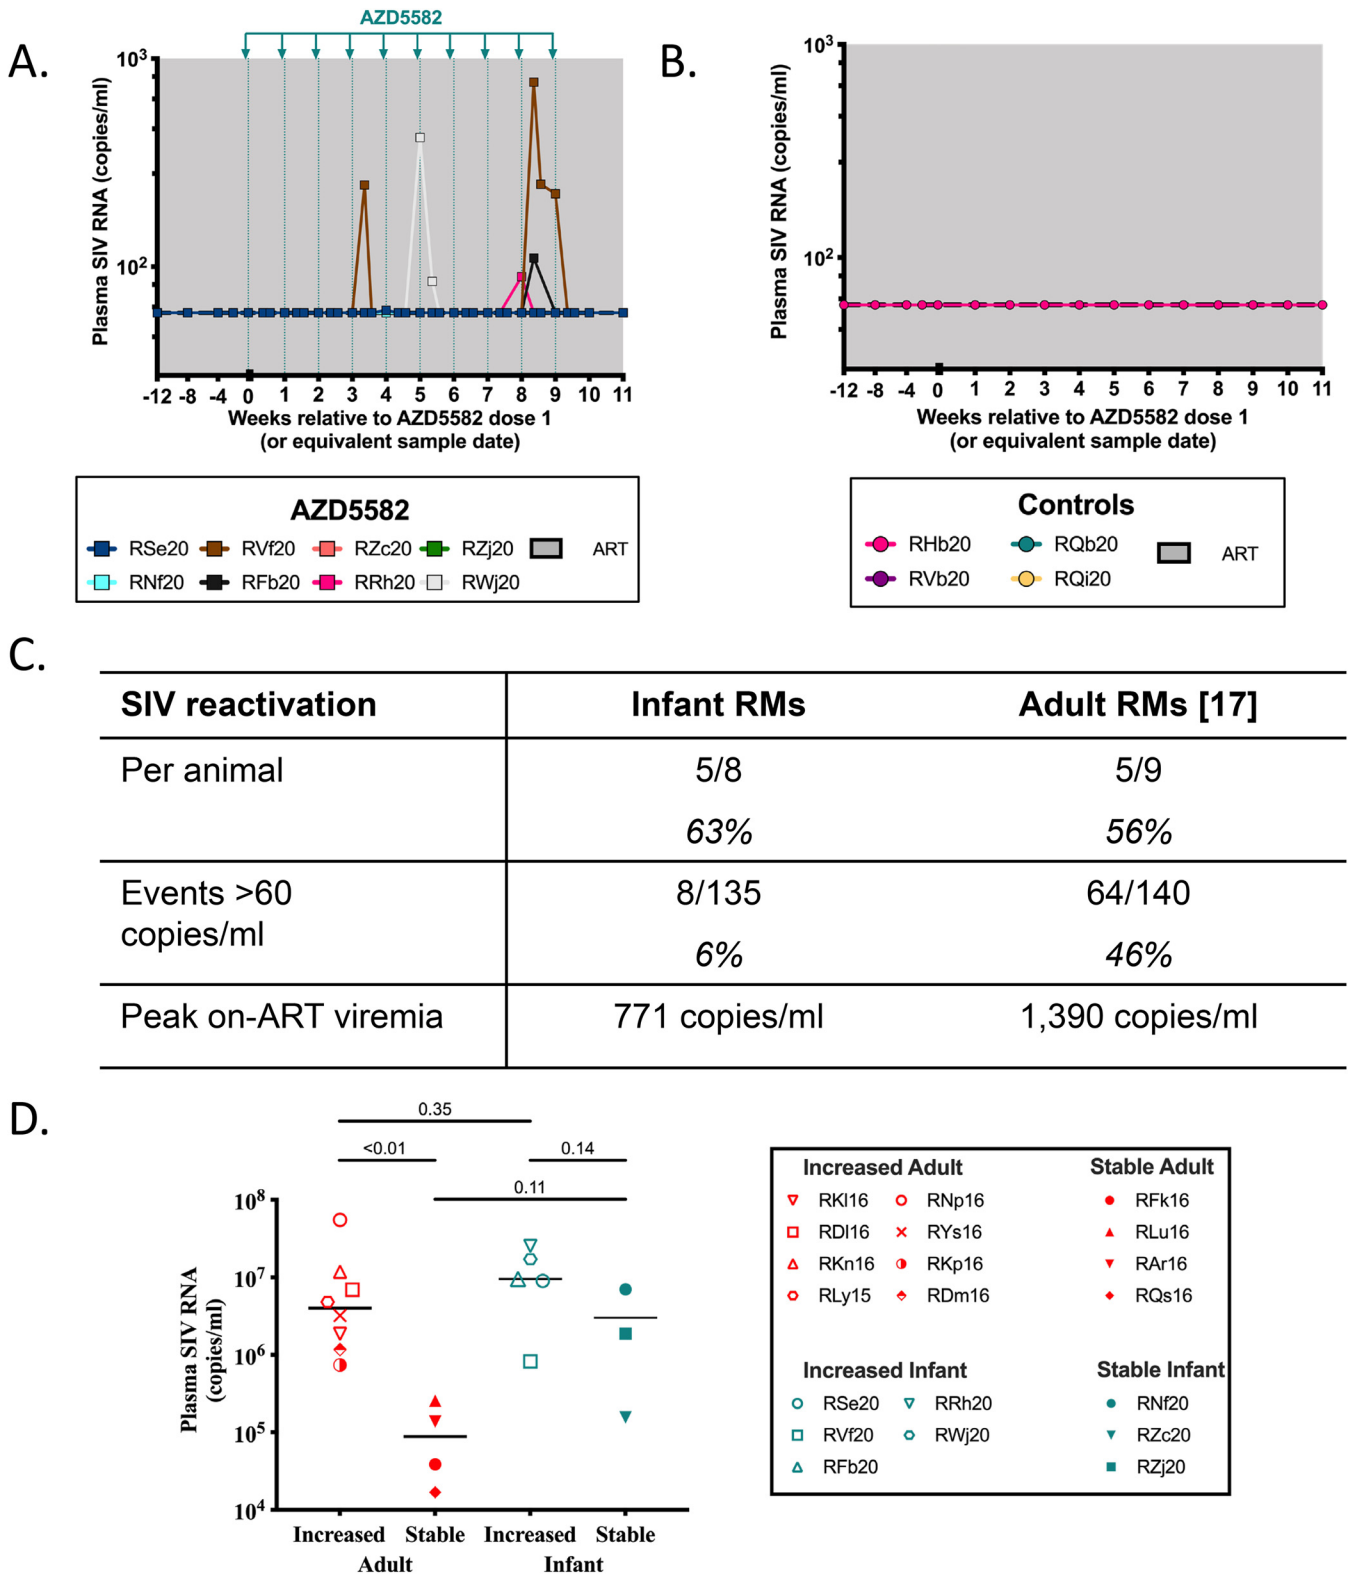 A.
AZD5582
10³
10²
Plasma SIV RNA (copies/ml)
-12 -8 -4 0 1 2 3 4 5 6 7 8 9 10 11
Weeks relative to AZD5582 dose 1
(or equivalent sample date)
AZD5582
RSe20 RVf20 RZc20 RZj20 ART
RNf20 RFb20 RRh20 RWj20
B.
10³
10²
Plasma SIV RNA (copies/ml)
-12 -8 -4 0 1 2 3 4 5 6 7 8 9 10 11
Weeks relative to AZD5582 dose 1
(or equivalent sample date)
Controls
RHb20 RQb20 ART
RVb20 RQi20
C.
SIV reactivation Infant RMs Adult RMs [17]
Per animal 5/8 5/9
63% 56%
Events >60 8/135 64/140
copies/ml
6% 46%
Peak on-ART viremia 771 copies/ml 1,390 copies/ml
D.
0.35
<0.01 0.14
0.11
10⁸
10⁷
10⁶
10⁵
10⁴
Plasma SIV RNA
(copies/ml)
Increased Stable Increased Stable
Adult Infant
Increased Adult Stable Adult
RKl16 RNp16 RFk16
RDl16 RYs16 RLu16
RKn16 RKp16 RAr16
RLy15 RDm16 RQs16
Increased Infant Stable Infant
RSe20 RRh20 RNf20
RVf20 RWj20 RZc20
RFb20 RZj20